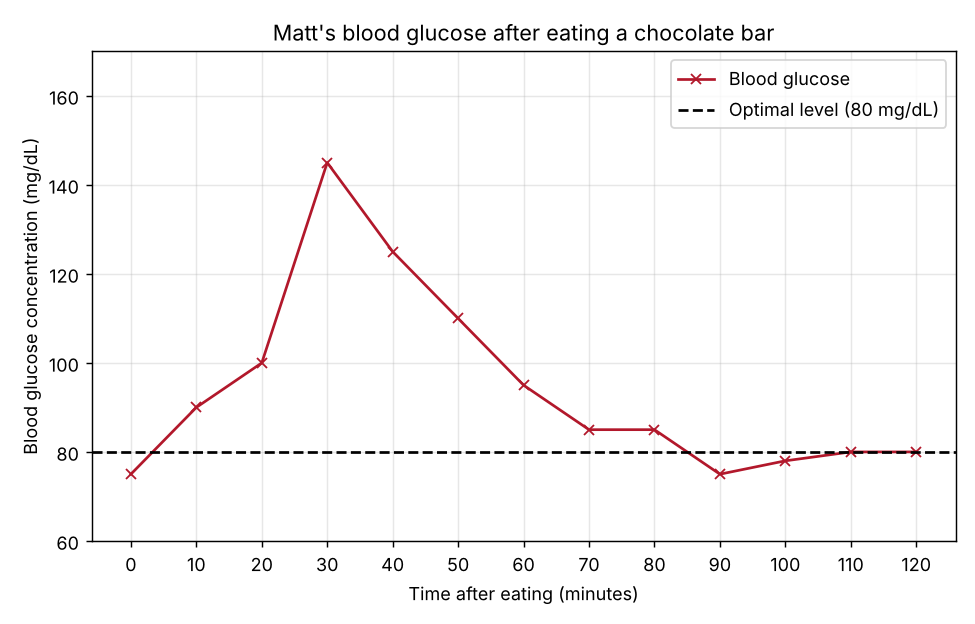 Matt's blood glucose after eating a chocolate bar
Blood glucose
Optimal level (80 mg/dL)
Blood glucose concentration (mg/dL)
160
140
120
100
80
60
0 10 20 30 40 50 60 70 80 90 100 110 120
Time after eating (minutes)